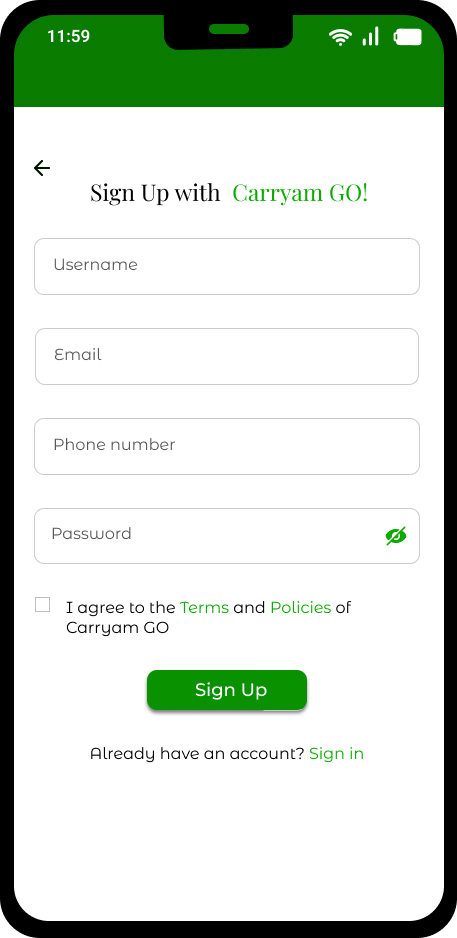 11:59
Sign Up with Carryam GO!
Username
Email
Phone number
Password
I agree to the Terms and Policies of
Carryam GO
Sign Up
Already have an account? Sign in